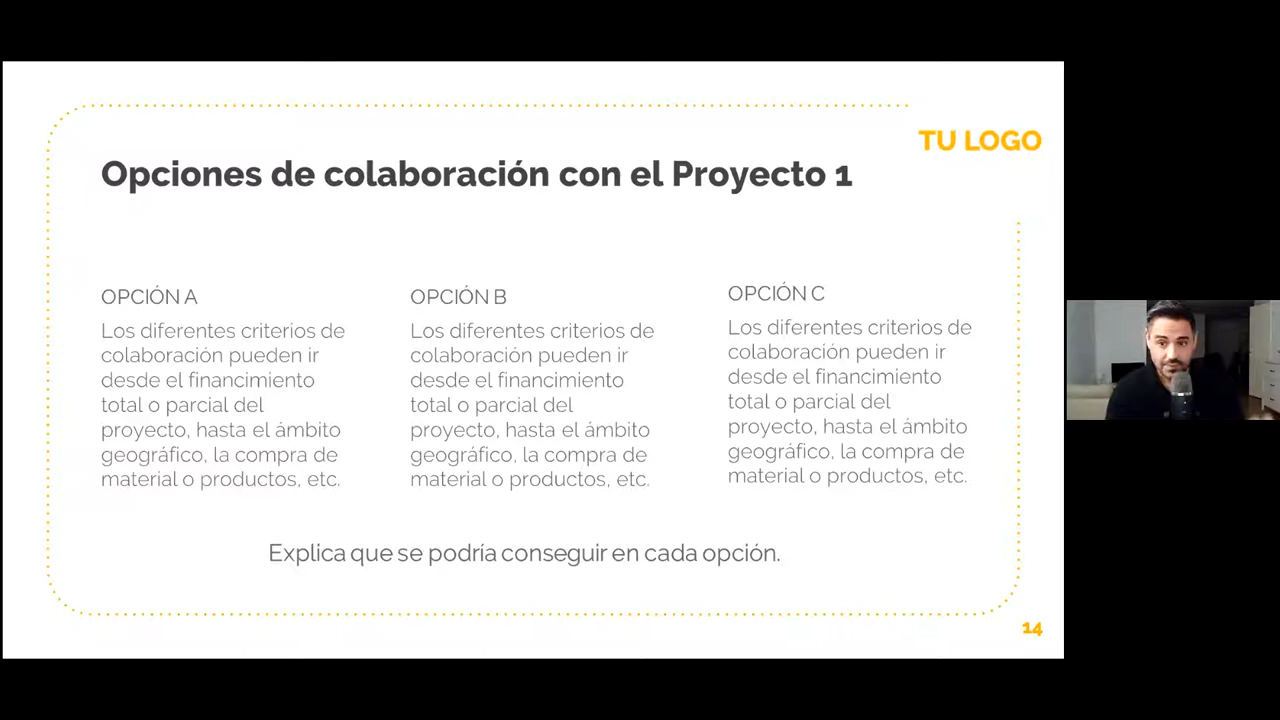 TU LOGO
Opciones de colaboración con el Proyecto 1
OPCIÓN A
Los diferentes criterios de
colaboración pueden ir
desde el financimiento
total o parcial del
proyecto, hasta el ámbito
geográfico, la compra de
material o productos, etc.
OPCIÓN B
Los diferentes criterios de
colaboración pueden ir
desde el financimiento
total o parcial del
proyecto, hasta el ámbito
geográfico, la compra de
material o productos, etc.
OPCIÓN C
Los diferentes criterios de
colaboración pueden ir
desde el financimiento
total o parcial del
proyecto, hasta el ámbito
geográfico, la compra de
material o productos, etc.
Explica que se podría conseguir en cada opción.
14